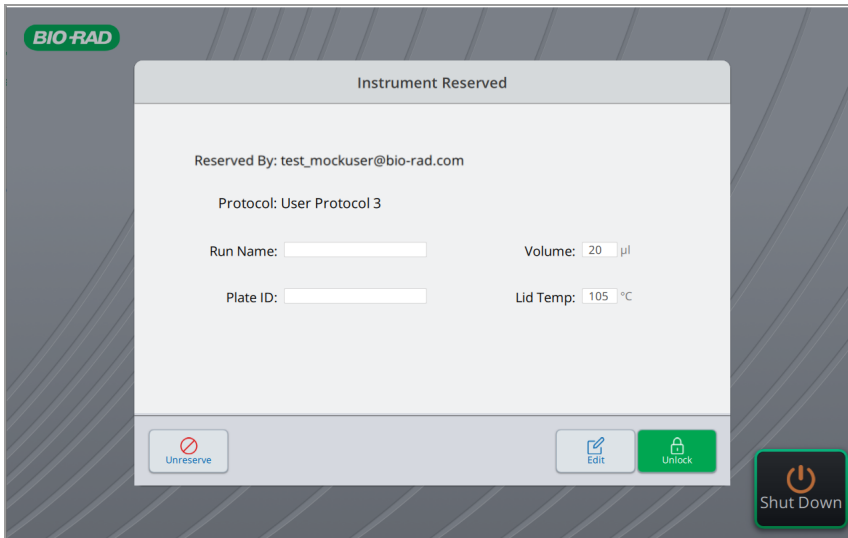 BIO-RAD
Instrument Reserved
Reserved By: test_mockuser@bio-rad.com
Protocol: User Protocol 3
Run Name:
Volume: 20 µl
Plate ID:
Lid Temp: 105 °C
Unreserve
Edit
Unlock
Shut Down